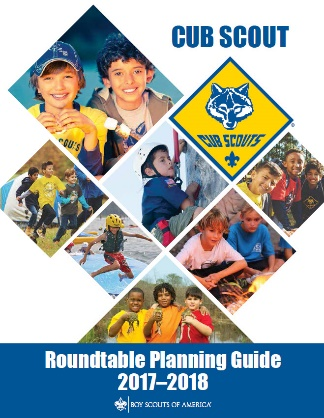 CUB SCOUT
CUB SCOUTS
Roundtable Planning Guide
2017–2018
BOY SCOUTS OF AMERICA®